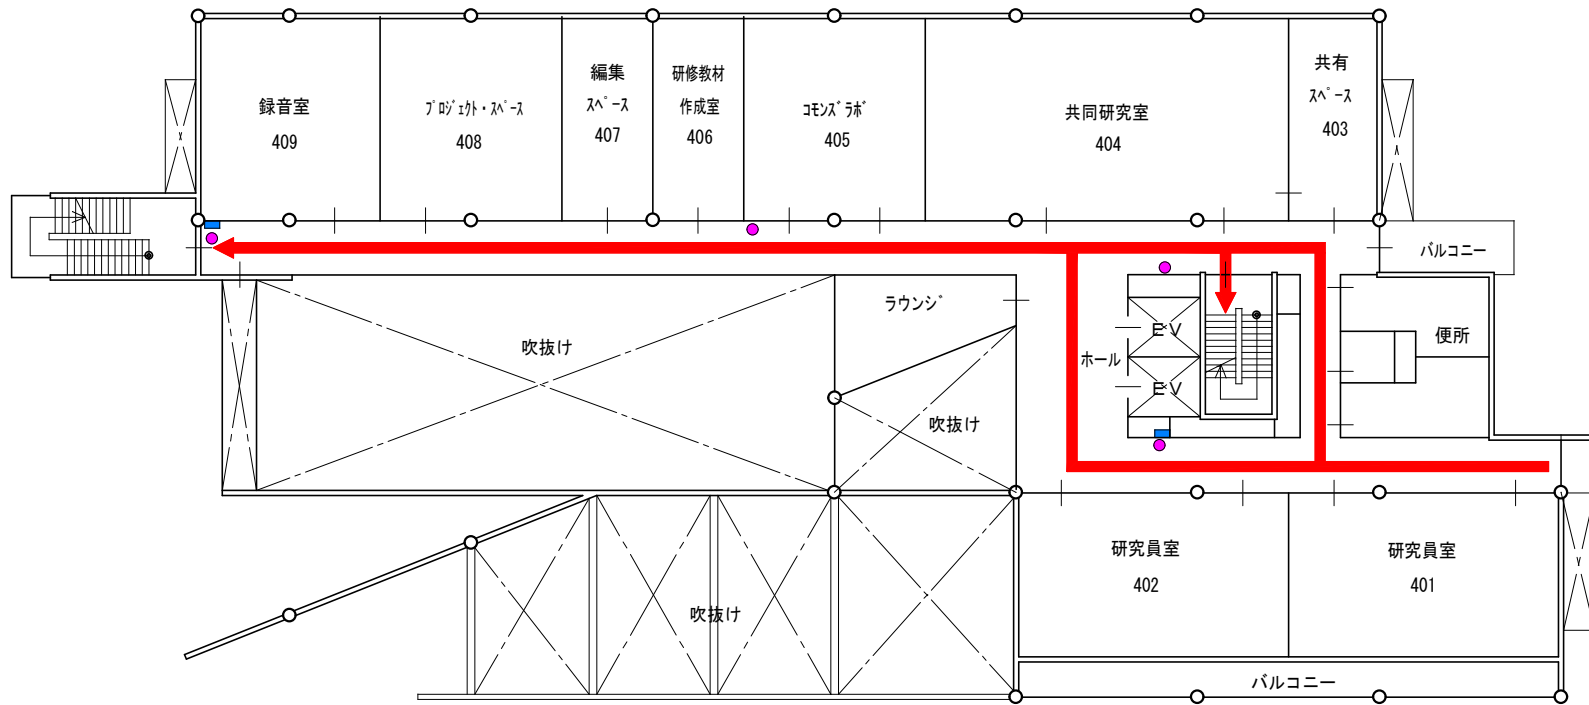 録音室
409
プロジェクト・スペース
408
編集
スペース
407
研修教材
作成室
406
コモンズラボ
405
共同研究室
404
共有
スペース
403
バルコニー
ラウンジ
吹抜け
ホール
EV
EV
便所
吹抜け
研究員室
402
研究員室
401
吹抜け
バルコニー